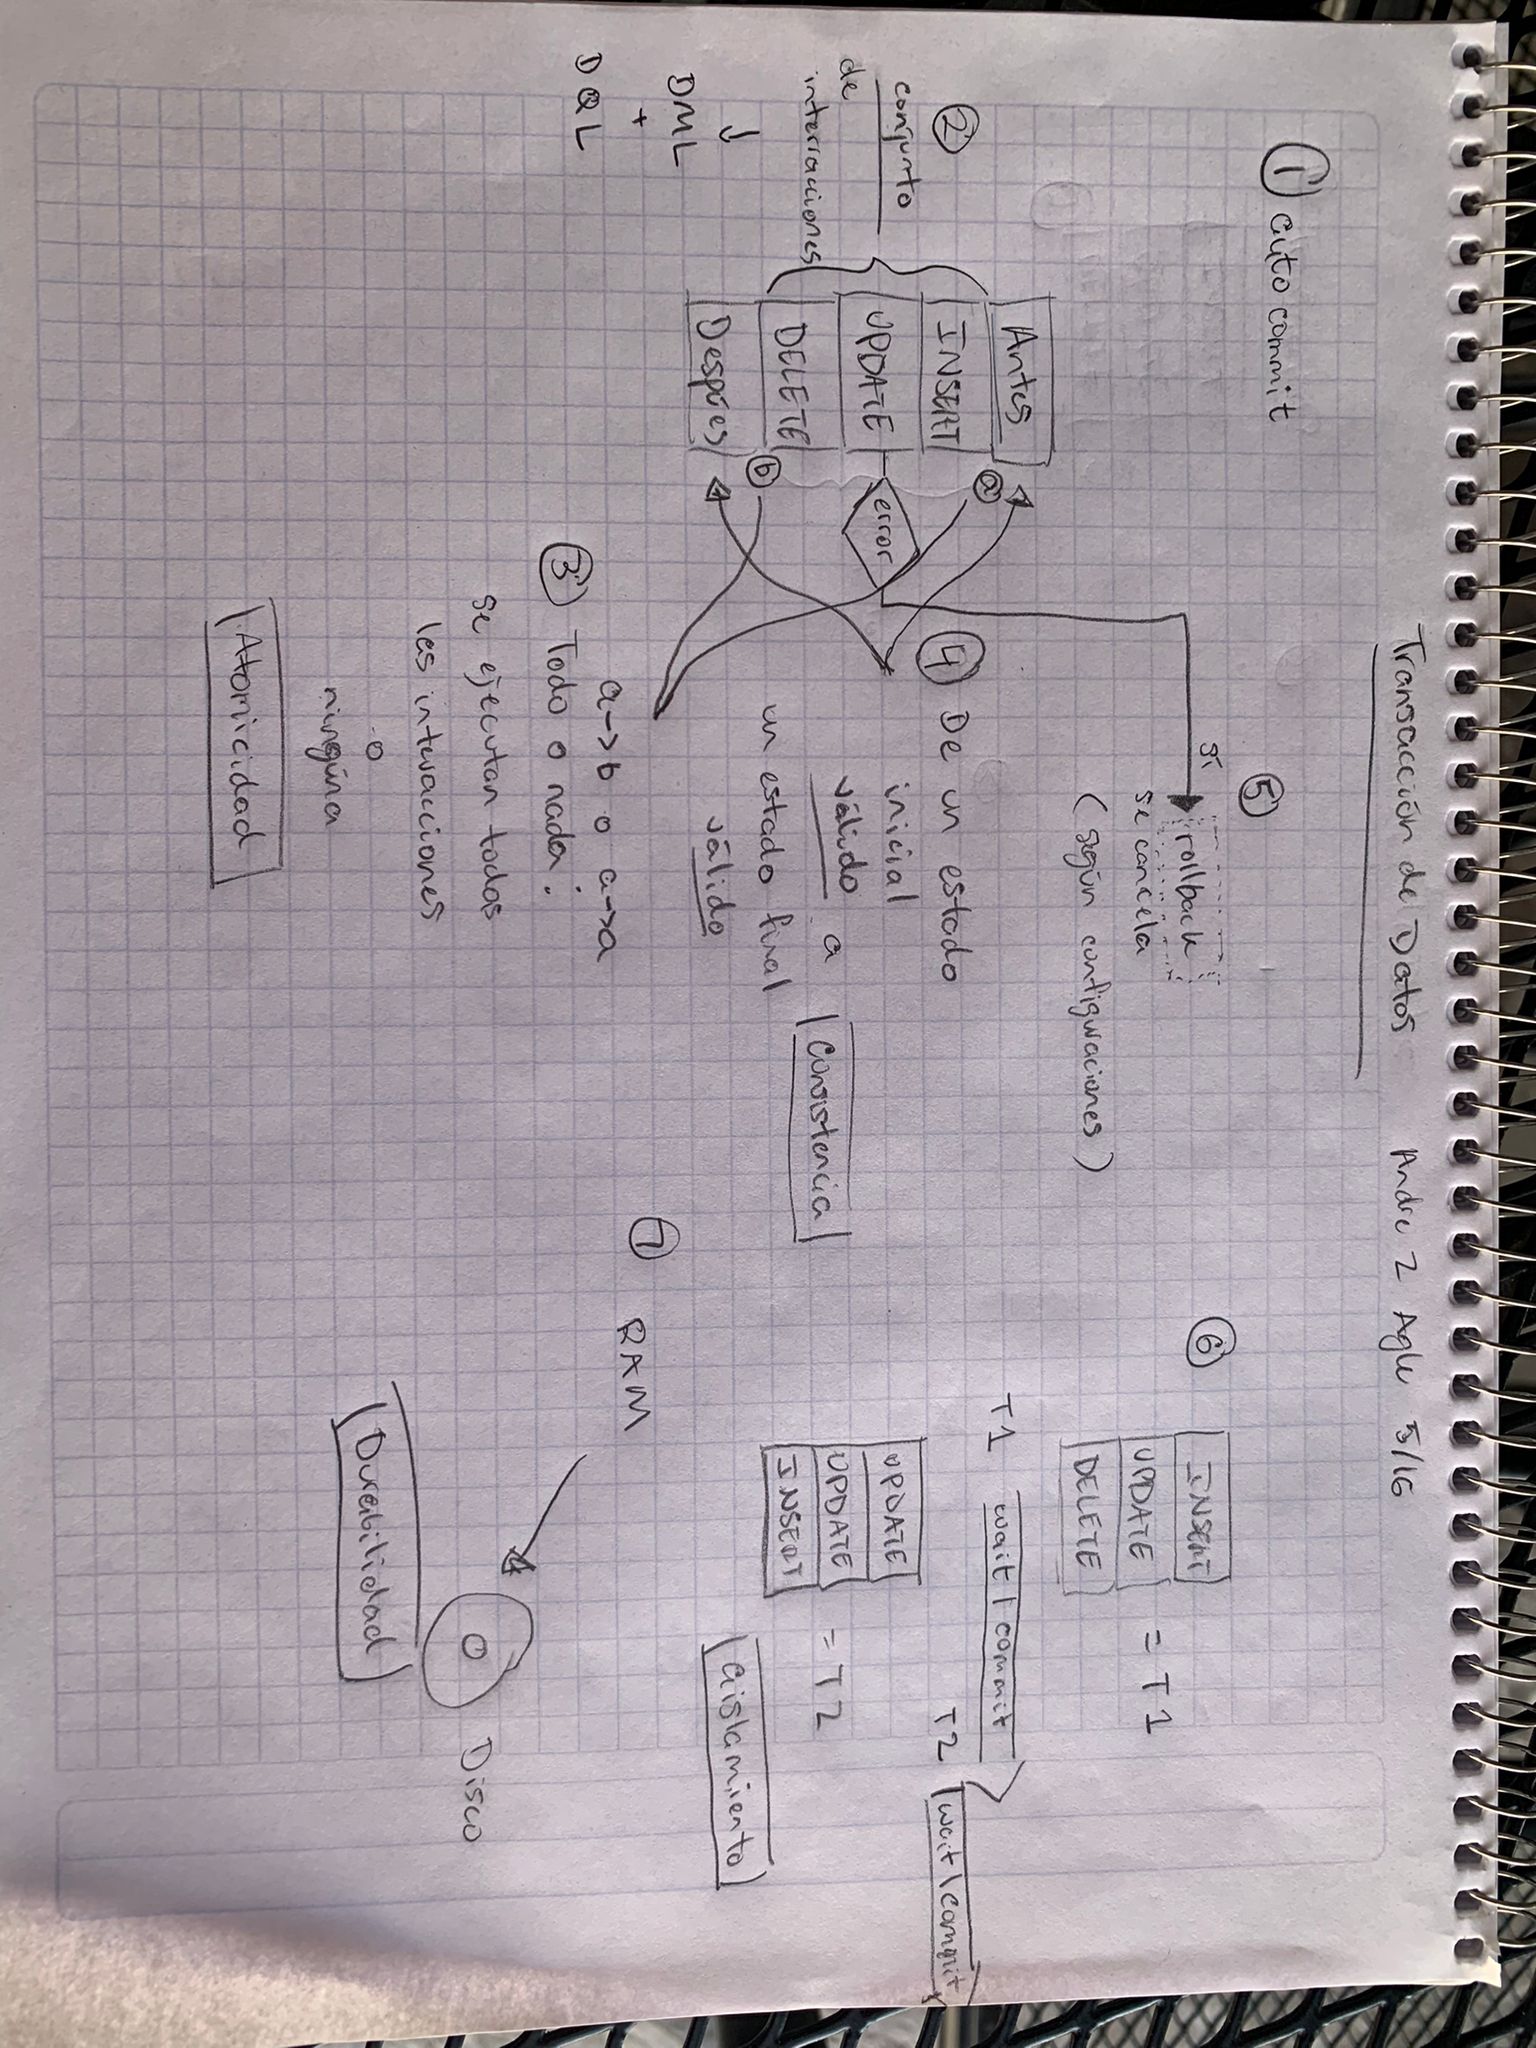 Transacción de Datos Andre 2 Agle 5/16
① auto commit
②
conjunto
de
interracciones
↓
DML
+
DQL
Antes
INSERT
UPDATE
DELETE
Después
ⓐ
ⓑ
error
③ Todo o nada.
a->b o a->a
se ejecutan todas
las interacciones
o
ninguna
Atomicidad
④ De un estado
inicial
válido a
un estado final
válido
Consistencia
⑤
sí
rollback
se cancela
(según configuraciones)
⑥
INSERT
UPDATE
DELETE
= T1
T1 wait/commit
T2 wait/commit
UPDATE
UPDATE
INSERT
= T2
aislamiento
⑦ RAM
Disco
Durabilidad